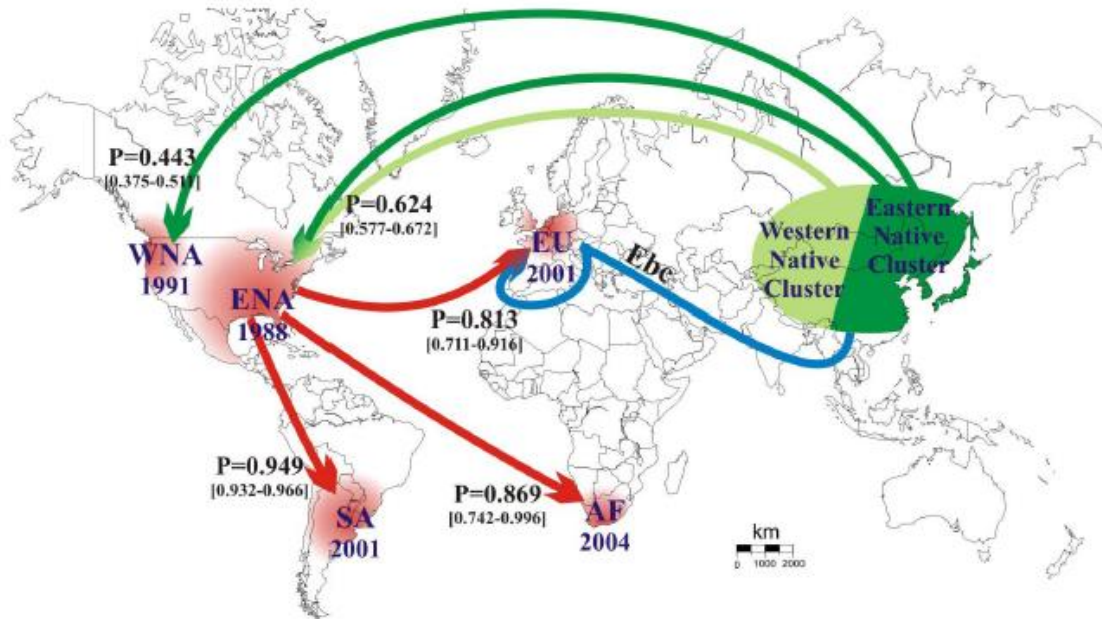 P=0.443
[0.375-0.511]
P=0.624
[0.577-0.672]
WNA
1991
ENA
1988
EU
2001
Ebc
Western
Native
Cluster
Eastern
Native
Cluster
P=0.813
[0.711-0.916]
P=0.949
[0.932-0.966]
P=0.869
[0.742-0.996]
SA
2001
AF
2004
km
0 1000 2000